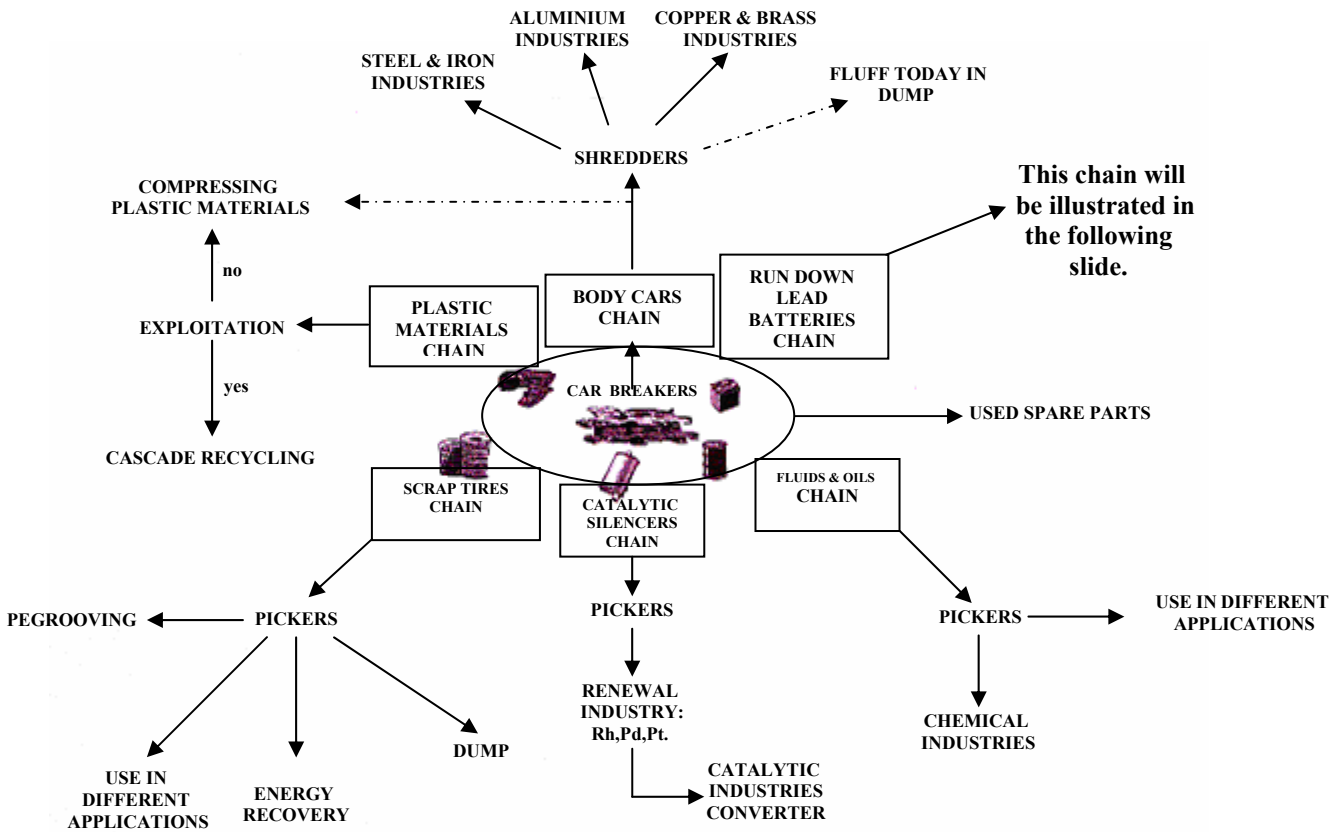 ALUMINIUM
INDUSTRIES
COPPER & BRASS
INDUSTRIES
STEEL & IRON
INDUSTRIES
FLUFF TODAY IN
DUMP
SHREDDERS
This chain will
be illustrated in
the following
slide.
COMPRESSING
PLASTIC MATERIALS
no
EXPLOITATION
yes
CASCADE RECYCLING
PLASTIC
MATERIALS
CHAIN
BODY CARS
CHAIN
RUN DOWN
LEAD
BATTERIES
CHAIN
CAR BREAKERS
USED SPARE PARTS
SCRAP TIRES
CHAIN
CATALYTIC
SILENCERS
CHAIN
FLUIDS & OILS
CHAIN
PEGROOVING
PICKERS
PICKERS
PICKERS
USE IN DIFFERENT
APPLICATIONS
RENEWAL
INDUSTRY:
Rh,Pd,Pt.
CHEMICAL
INDUSTRIES
DUMP
USE IN
DIFFERENT
APPLICATIONS
ENERGY
RECOVERY
CATALYTIC
INDUSTRIES
CONVERTER